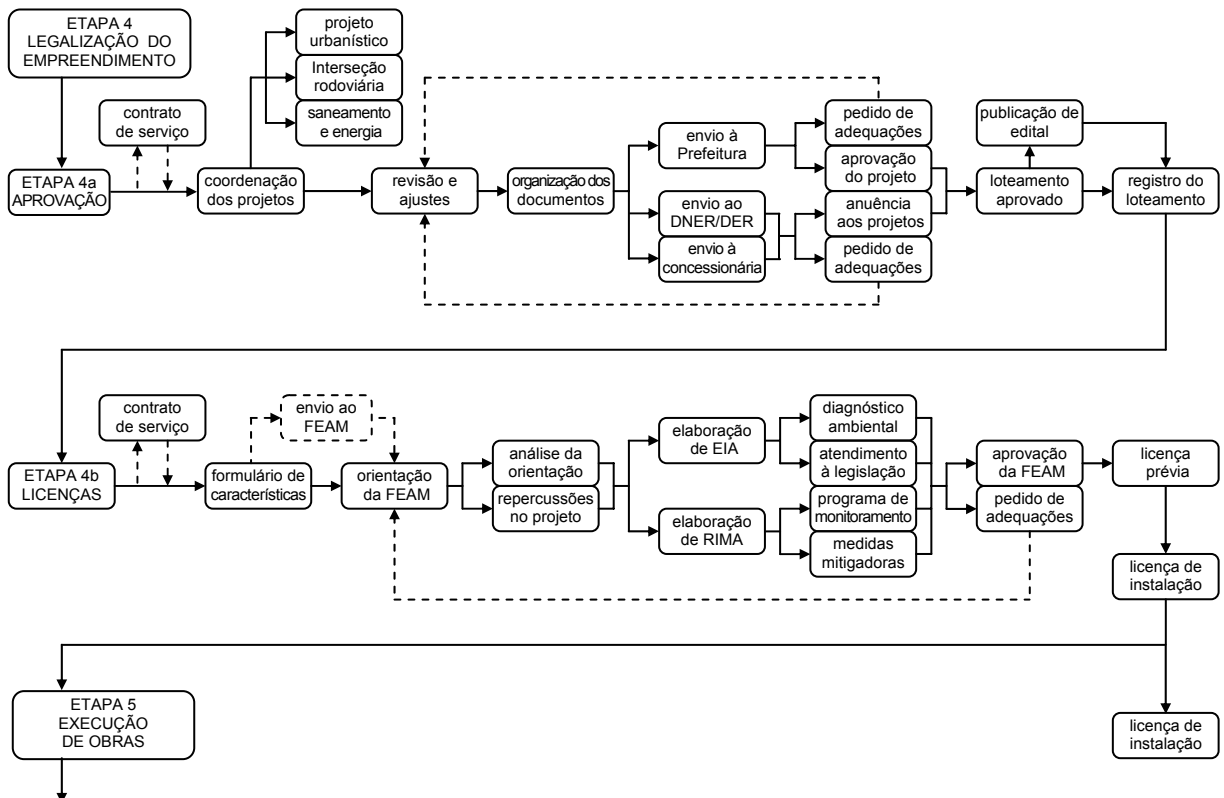 ETAPA 4
LEGALIZAÇÃO DO
EMPREENDIMENTO
projeto
urbanístico
Interseção
rodoviária
saneamento
e energia
contrato
de serviço
ETAPA 4a
APROVAÇÃO
coordenação
dos projetos
revisão e
ajustes
organização dos
documentos
envio à
Prefeitura
envio ao
DNER/DER
envio à
concessionária
pedido de
adequações
aprovação
do projeto
anuência
aos projetos
pedido de
adequações
publicação de
edital
loteamento
aprovado
registro do
loteamento
contrato
de serviço
ETAPA 4b
LICENÇAS
envio ao
FEAM
formulário de
características
orientação
da FEAM
análise da
orientação
repercussões
no projeto
elaboração
de EIA
elaboração
de RIMA
diagnóstico
ambiental
atendimento
à legislação
programa de
monitoramento
medidas
mitigadoras
aprovação
da FEAM
pedido de
adequações
licença
prévia
licença de
instalação
ETAPA 5
EXECUÇÃO
DE OBRAS
licença de
instalação